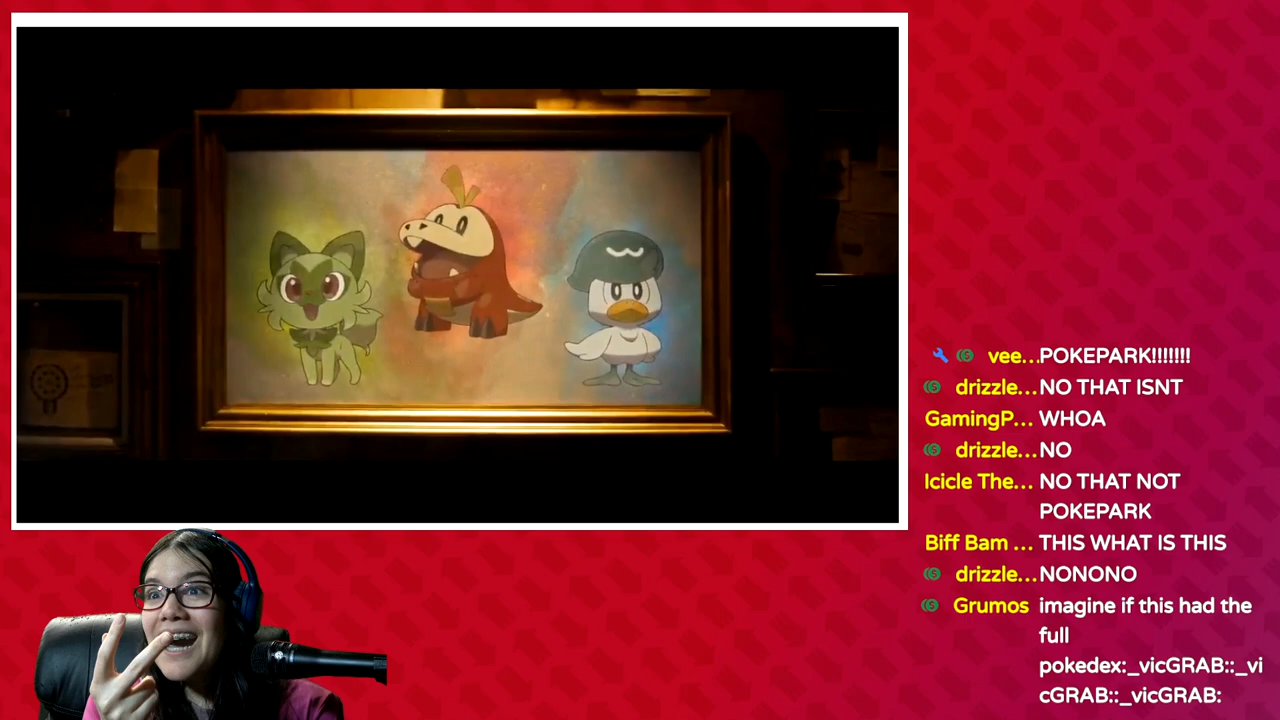 vee…POKEPARK!!!!!!!
drizzle…NO THAT ISNT
GamingP… WHOA
drizzle…NO
Icicle The… NO THAT NOT
POKEPARK
Biff Bam … THIS WHAT IS THIS
drizzle…NONONO
Grumos imagine if this had the
full
pokedex:_vicGRAB::_vi
cGRAB::_vicGRAB: